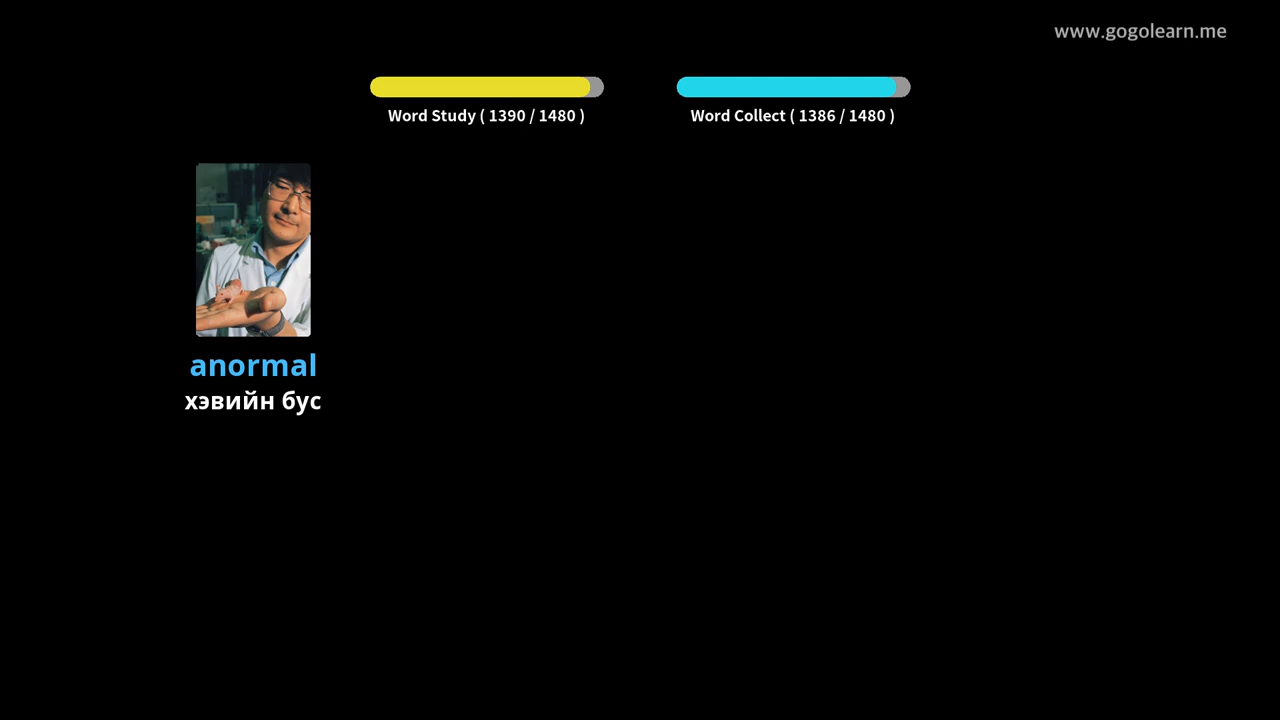 www.gogolearn.me
Word Study ( 1390 / 1480 )
Word Collect ( 1386 / 1480 )
anormal
хэвийн бус